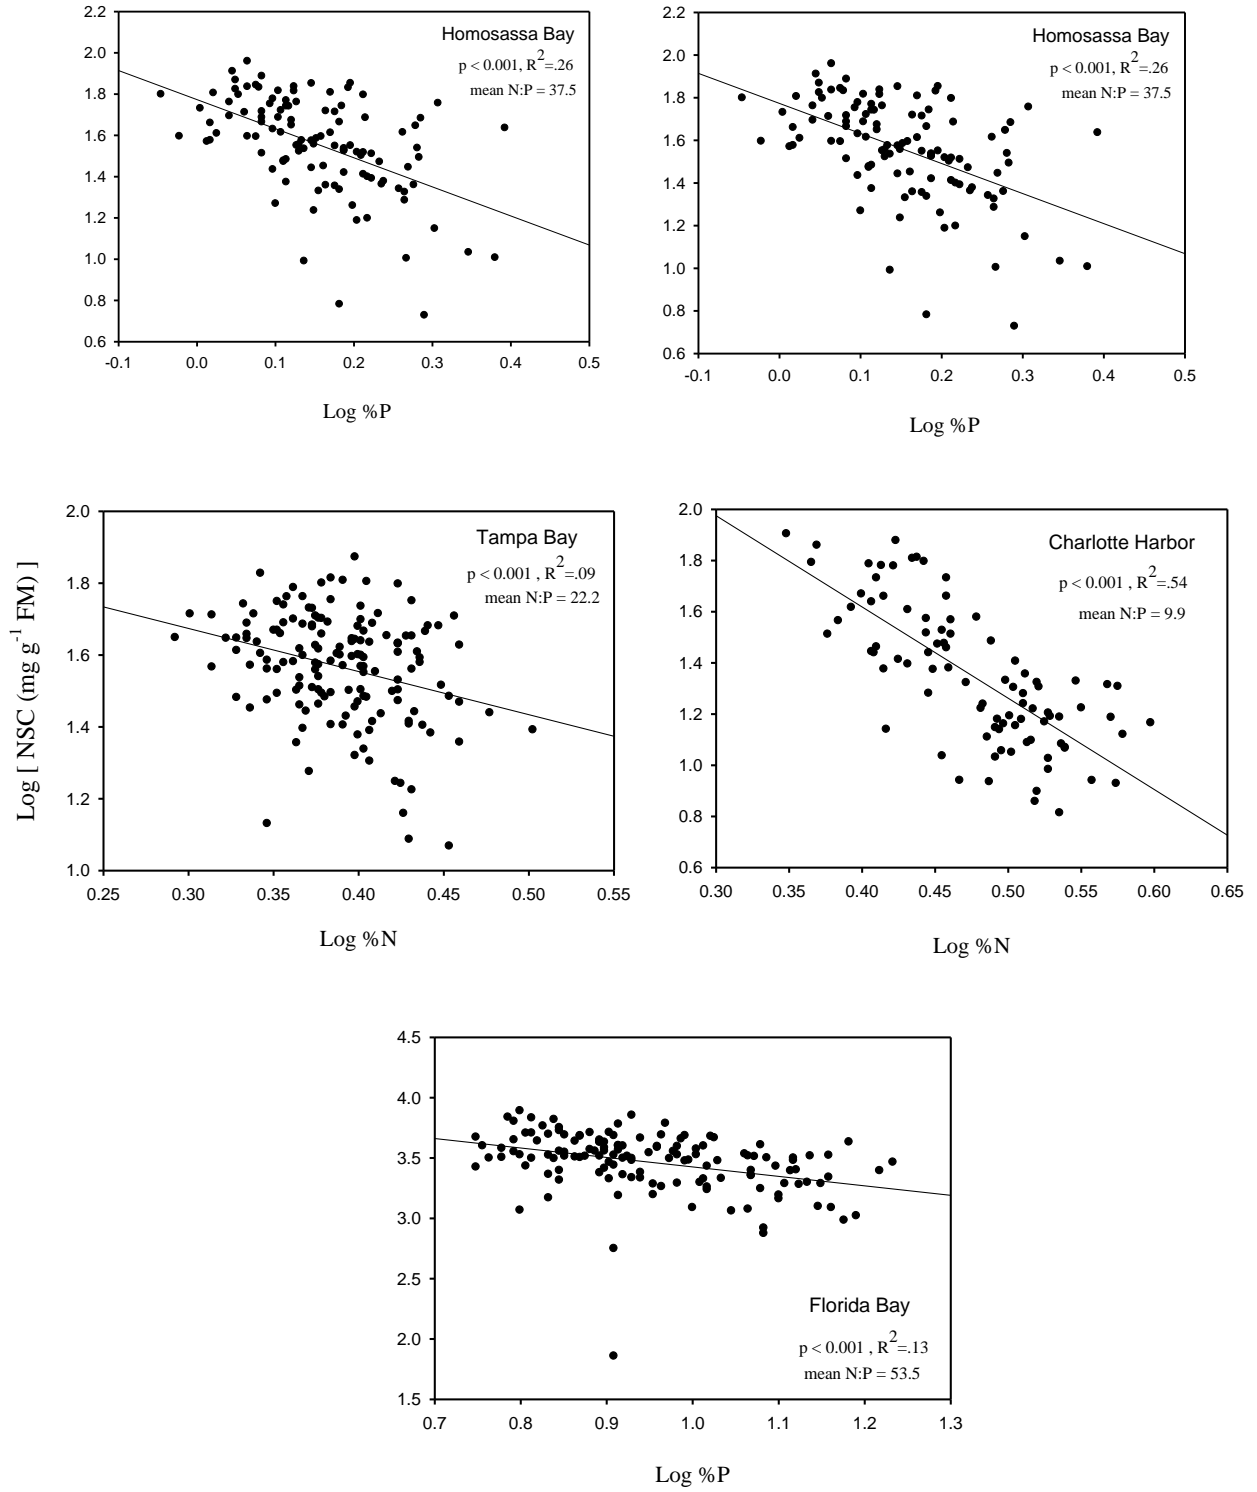 2.2
2.0
1.8
1.6
1.4
1.2
1.0
0.8
0.6
-0.1 0.0 0.1 0.2 0.3 0.4 0.5
Homosassa Bay
p < 0.001, R2=.26
mean N:P = 37.5
Log %P
2.2
2.0
1.8
1.6
1.4
1.2
1.0
0.8
0.6
-0.1 0.0 0.1 0.2 0.3 0.4 0.5
Homosassa Bay
p < 0.001, R2=.26
mean N:P = 37.5
Log %P
Log [ NSC (mg g-1 FM) ]
2.0
1.8
1.6
1.4
1.2
1.0
0.25 0.30 0.35 0.40 0.45 0.50 0.55
Tampa Bay
p < 0.001 , R2=.09
mean N:P = 22.2
Log %N
2.0
1.8
1.6
1.4
1.2
1.0
0.8
0.6
0.30 0.35 0.40 0.45 0.50 0.55 0.60 0.65
Charlotte Harbor
p < 0.001 , R2=.54
mean N:P = 9.9
Log %N
4.5
4.0
3.5
3.0
2.5
2.0
1.5
0.7 0.8 0.9 1.0 1.1 1.2 1.3
Florida Bay
p < 0.001 , R2=.13
mean N:P = 53.5
Log %P